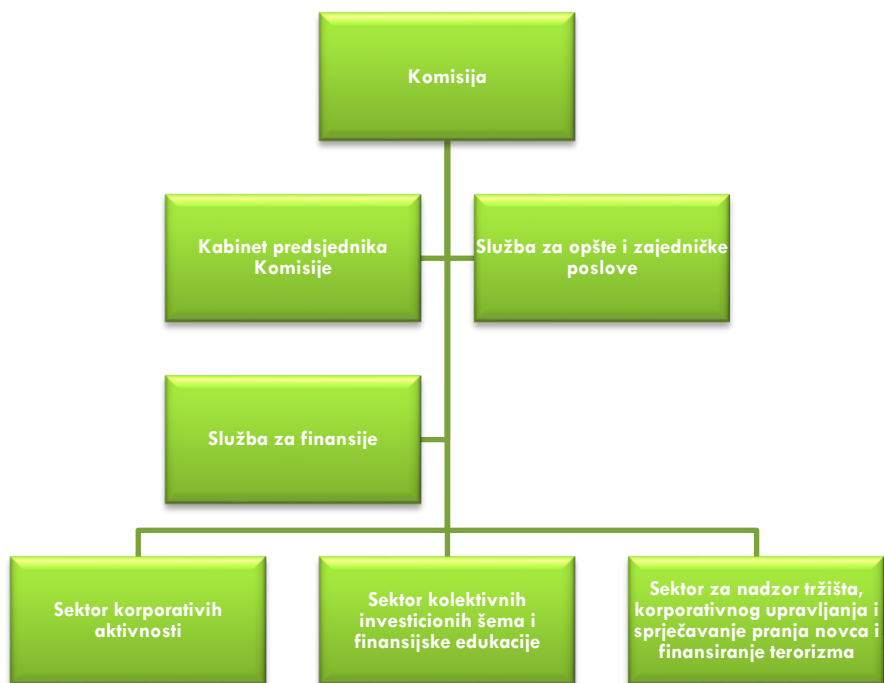 Komisija
Kabinet predsjednika
Komisije
Služba za opšte i zajedničke
poslove
Služba za finansije
Sektor korporativih
aktivnosti
Sektor kolektivnih
investicionih šema i
finansijske edukacije
Sektor za nadzor tržišta,
korporativnog upravljanja i
sprječavanje pranja novca i
finansiranje terorizma